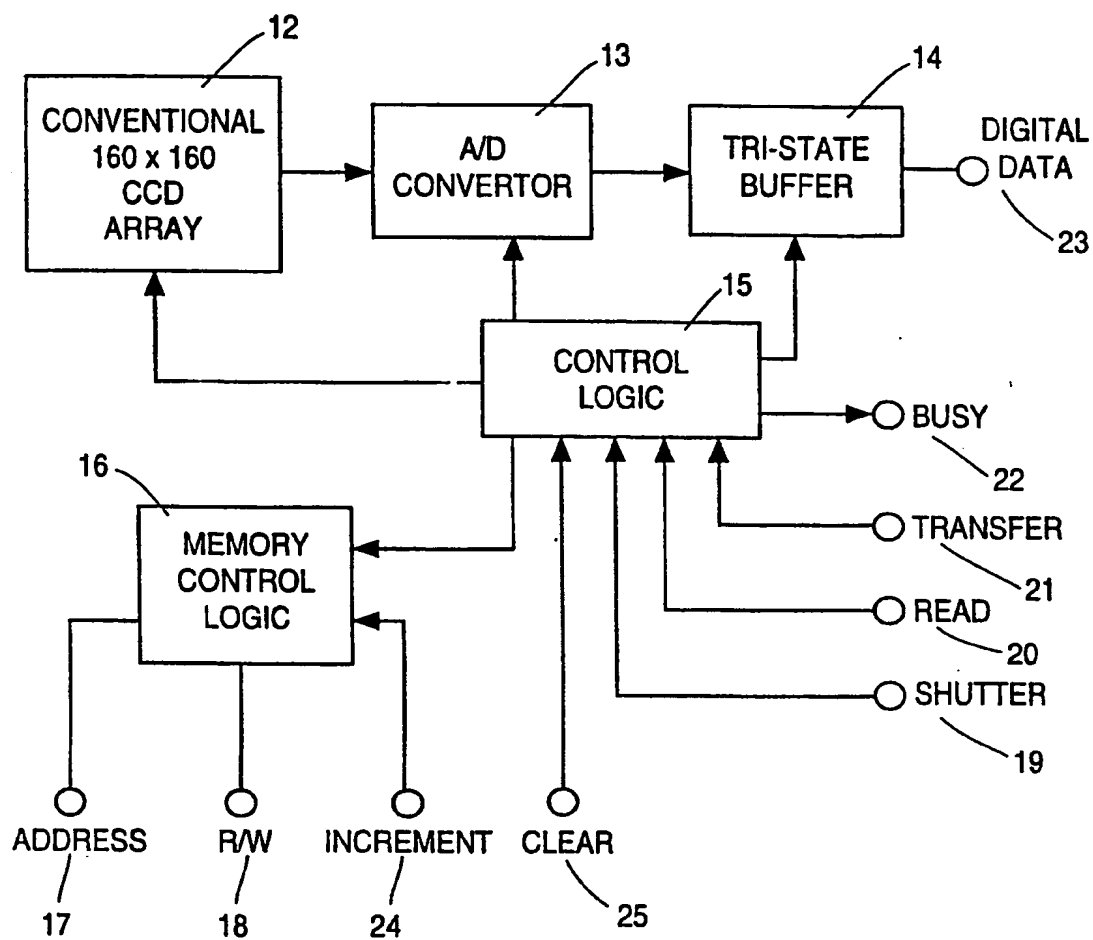 12
CONVENTIONAL
160 x 160
CCD
ARRAY
13
A/D
CONVERTOR
14
TRI-STATE
BUFFER
DIGITAL
DATA
23
15
CONTROL
LOGIC
BUSY
22
16
MEMORY
CONTROL
LOGIC
TRANSFER
21
READ
20
SHUTTER
19
ADDRESS
17
R/W
18
INCREMENT
24
CLEAR
25